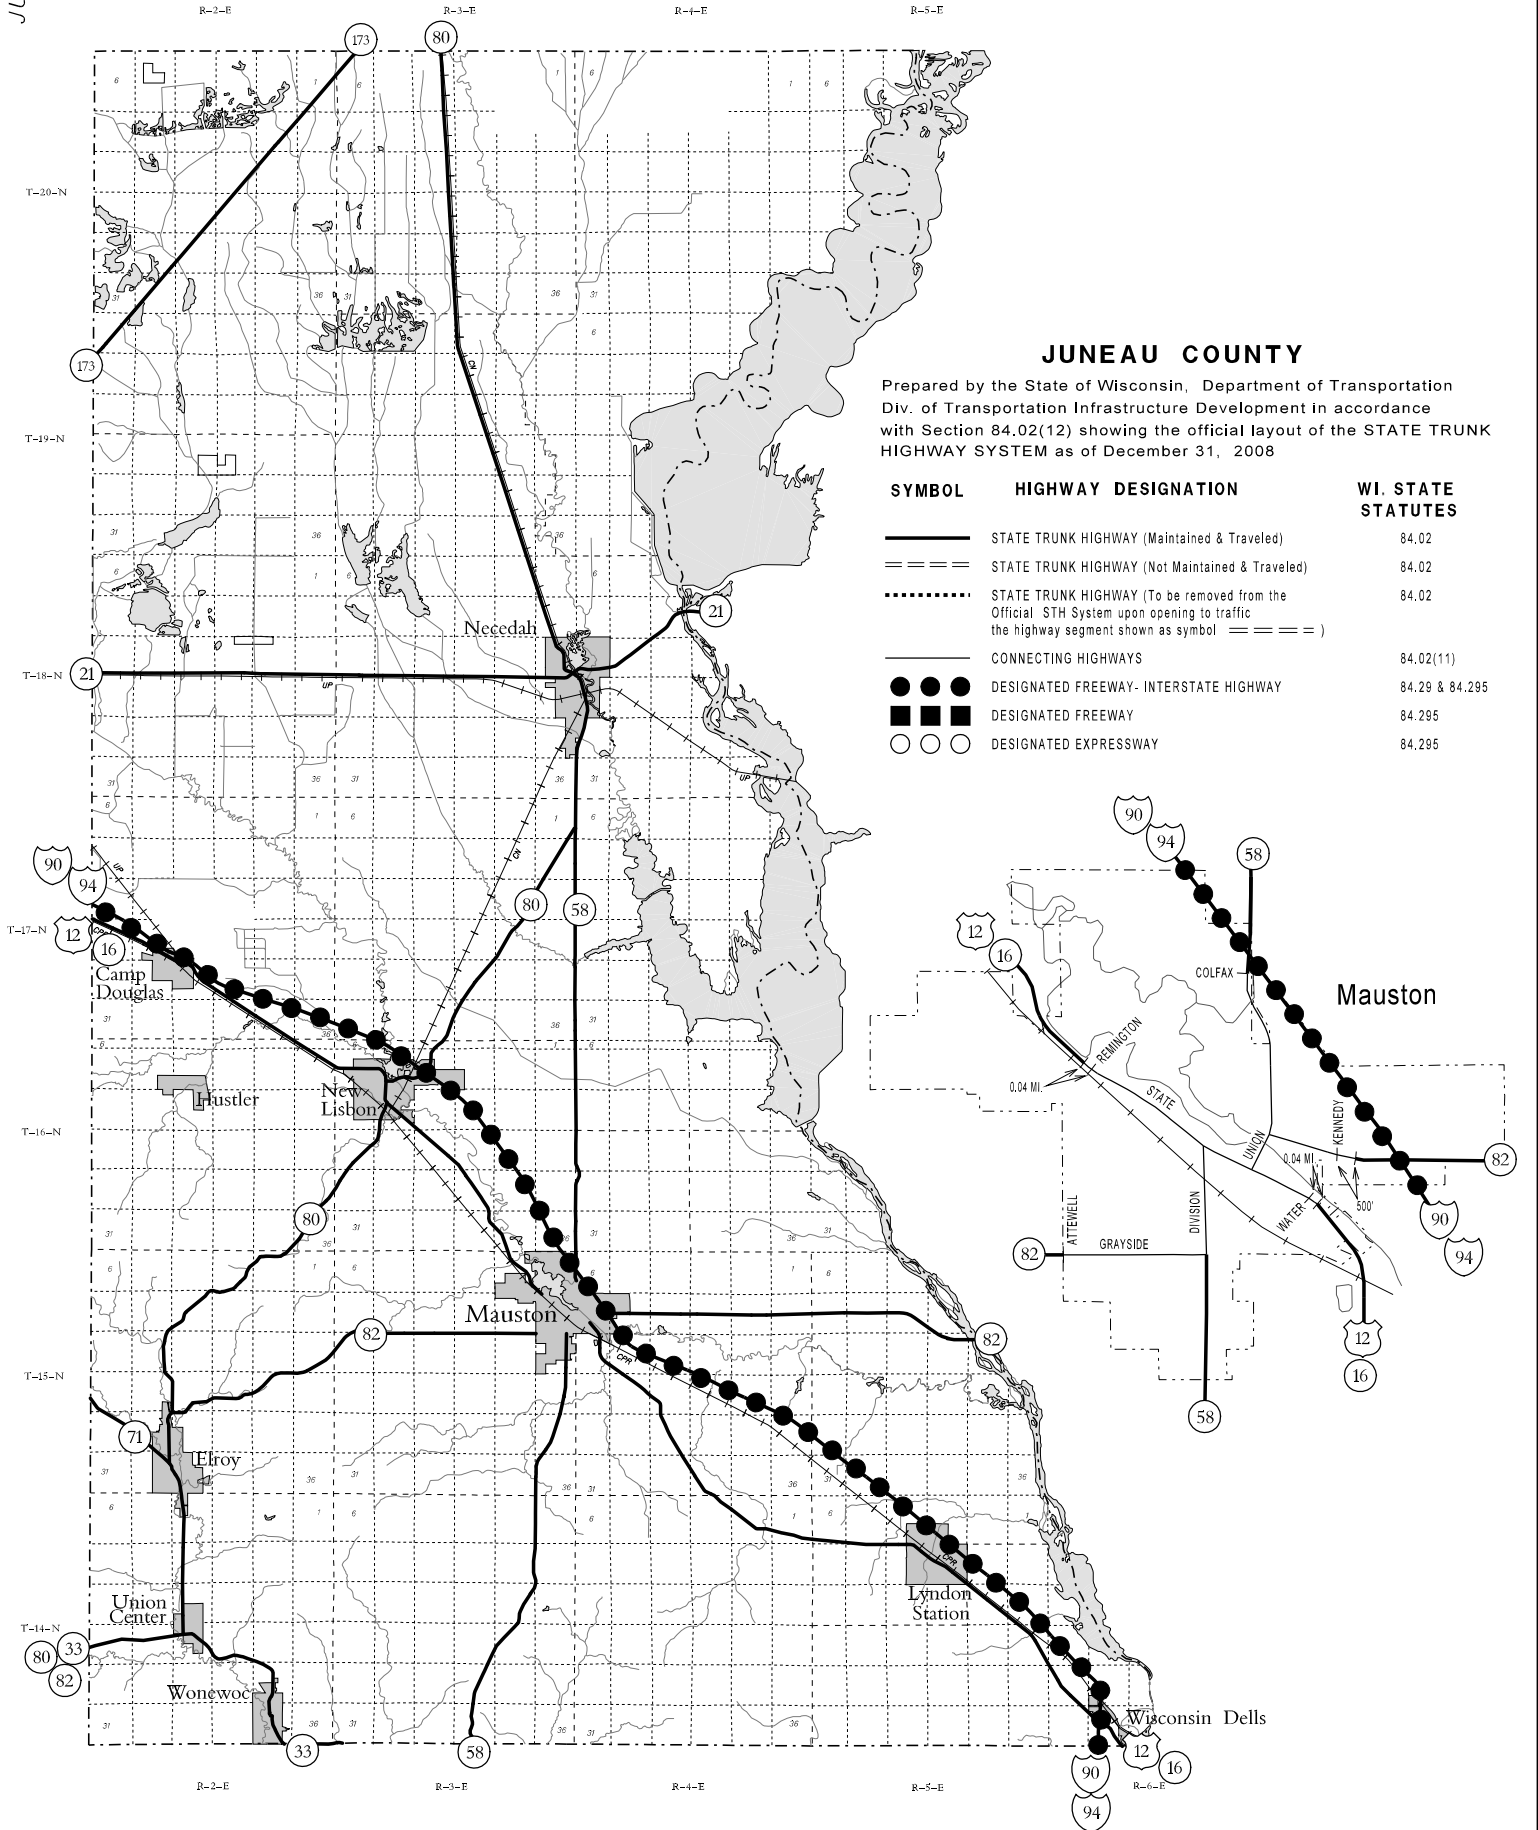 JU
R-2-E
R-3-E
R-4-E
R-5-E
173
80
T-20-N
173
T-19-N
CN
Necedah
21
T-18-N
21
UP
UP
CN
90
94
UP
80
58
T-17-N
12
16
Camp
Douglas
Hustler
New
Lisbon
T-16-N
80
Mauston
82
82
CPR
T-15-N
71
Elroy
CPR
Lyndon
Station
Union
Center
T-14-N
80
33
82
Wonewoc
Wisconsin Dells
33
58
12
16
90
94
R-2-E
R-3-E
R-4-E
R-5-E
R-6-E
JUNEAU COUNTY
Prepared by the State of Wisconsin, Department of Transportation
Div. of Transportation Infrastructure Development in accordance
with Section 84.02(12) showing the official layout of the STATE TRUNK
HIGHWAY SYSTEM as of December 31, 2008
SYMBOL HIGHWAY DESIGNATION WI. STATE
STATUTES
STATE TRUNK HIGHWAY (Maintained & Traveled) 84.02
STATE TRUNK HIGHWAY (Not Maintained & Traveled) 84.02
STATE TRUNK HIGHWAY (To be removed from the 84.02
Official STH System upon opening to traffic
the highway segment shown as symbol )
CONNECTING HIGHWAYS 84.02(11)
DESIGNATED FREEWAY- INTERSTATE HIGHWAY 84.29 & 84.295
DESIGNATED FREEWAY 84.295
DESIGNATED EXPRESSWAY 84.295
90
94
58
12
16
COLFAX
Mauston
REMINGTON
0.04 MI.
STATE
KENNEDY
UNION
0.04 MI.
82
500'
ATTEWELL
DIVISION
WATER
90
94
82
GRAYSIDE
12
16
58